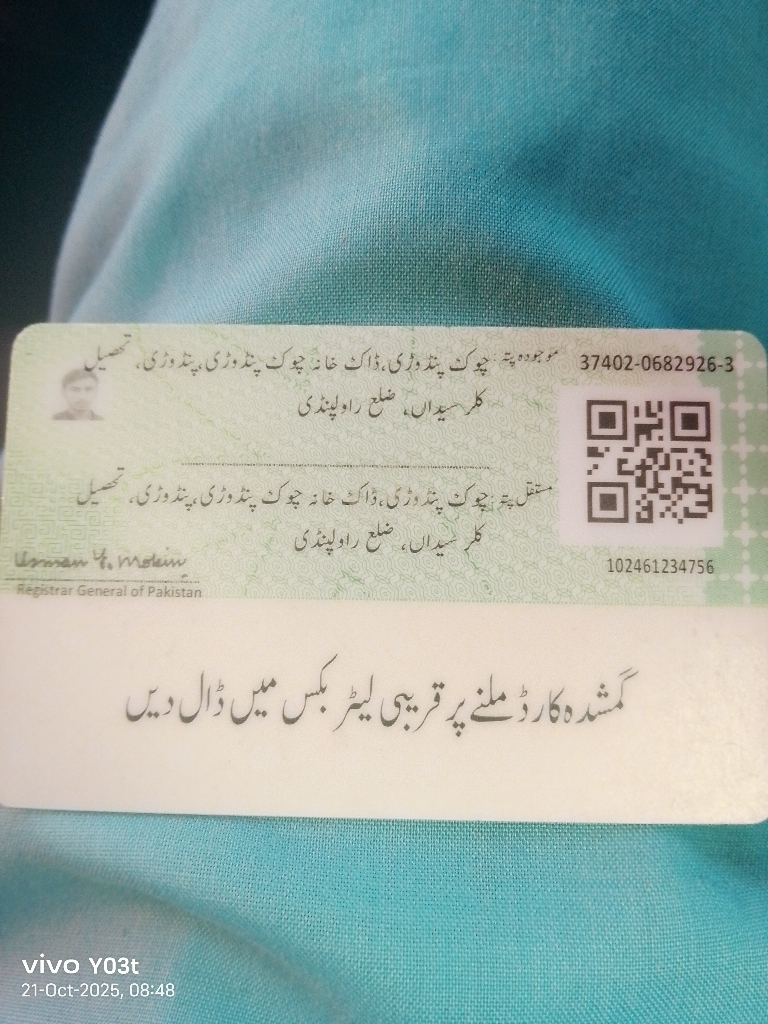 37402-0682926-3
موجودہ پتہ: چوک پنڈوڑی، ڈاک خانہ چوک پنڈوڑی، پنڈوڑی، تحصیل
کلر سیداں، ضلع راولپنڈی
مستقل پتہ: چوک پنڈوڑی، ڈاک خانہ چوک پنڈوڑی، پنڈوڑی، تحصیل
کلر سیداں، ضلع راولپنڈی
102461234756
Usman Y. Mobin
Registrar General of Pakistan
گمشدہ کارڈ ملنے پر قریبی لیٹر بکس میں ڈال دیں
vivo Y03t
21-Oct-2025, 08:48